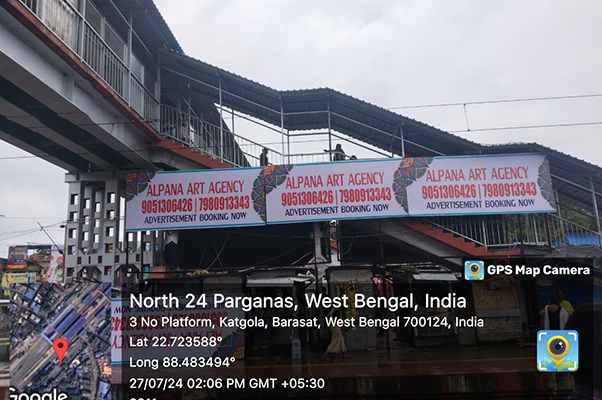 ALPANA ART AGENCY
9051306426 | 7980913343
ADVERTISEMENT BOOKING NOW
ALPANA ART AGENCY
9051306426 | 7980913343
ADVERTISEMENT BOOKING NOW
ALPANA ART AGENCY
9051306426 | 7980913343
ADVERTISEMENT BOOKING NOW
GPS Map Camera
North 24 Parganas, West Bengal, India
3 No Platform, Katgola, Barasat, West Bengal 700124, India
Lat 22.723588°
Long 88.483494°
27/07/24 02:06 PM GMT +05:30
Google